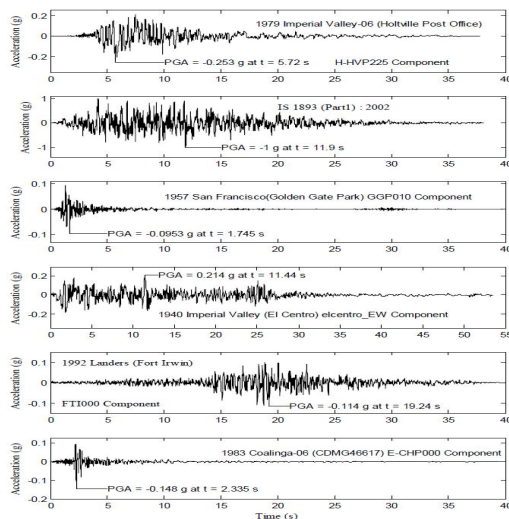 1979 Imperial Valley-06 (Holtville Post Office)
Acceleration (g)
0.2
0
-0.2
PGA = -0.253 g at t = 5.72 s H-HVP225 Component
0 5 10 15 20 25 30 35 40
IS 1893 (Part1) : 2002
Acceleration (g)
1
0
-1
PGA = -1 g at t = 11.9 s
0 5 10 15 20 25 30 35 40
1957 San Francisco(Golden Gate Park) GGP010 Component
Acceleration (g)
0.1
0
-0.1
PGA = -0.0953 g at t = 1.745 s
0 5 10 15 20 25 30 35 40
Acceleration (g)
0.2
0
-0.2
PGA = 0.214 g at t = 11.44 s
1940 Imperial Valley (El Centro) elcentro_EW Component
0 5 10 15 20 25 30 35 40 45 50 55
1992 Landers (Fort Irwin)
Acceleration (g)
0.1
0
-0.1
FTI000 Component
PGA = -0.114 g at t = 19.24 s
0 5 10 15 20 25 30 35 40
1983 Coalinga-06 (CDMG46617) E-CHP000 Component
Acceleration (g)
0.1
0
-0.1
-0.2
PGA = -0.148 g at t = 2.335 s
0 5 10 15 20 25 30 35 40
Time (s)